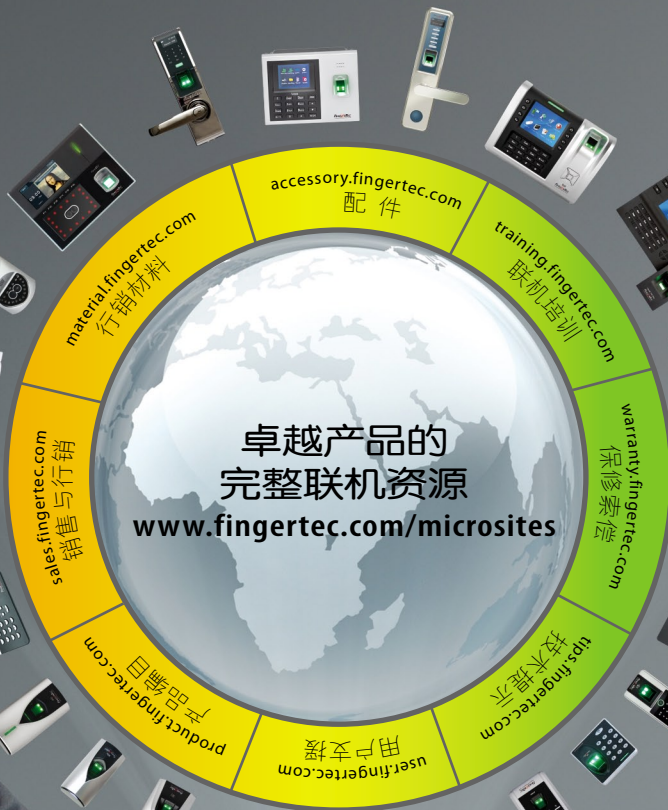 accessory.fingertec.com
配 件
training.fingertec.com
联机培训
warranty.fingertec.com
保修索偿
tips.fingertec.com
技术提示
user.fingertec.com
用户支援
product.fingertec.com
产品编目
sales.fingertec.com
销售与行销
material.fingertec.com
行销材料
卓越产品的
完整联机资源
www.fingertec.com/microsites